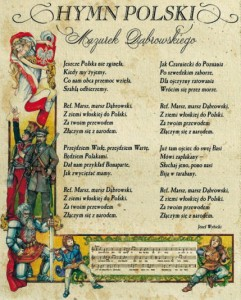 HYMN POLSKI
Mazurek Dąbrowskiego
Jeszcze Polska nie zginęła,
Kiedy my żyjemy.
Co nam obca przemoc wzięła,
Szablą odbierzemy.
Ref. Marsz, marsz Dąbrowski,
Z ziemi włoskiej do Polski,
Za twoim przewodem
Złączym się z narodem.
Przejdziem Wisłę, przejdziem Wartę,
Będziem Polakami.
Dał nam przykład Bonaparte,
Jak zwyciężać mamy.
Ref. Marsz, marsz Dąbrowski,
Z ziemi włoskiej do Polski,
Za twoim przewodem
Złączym się z narodem.
Jak Czarniecki do Poznania
Po szwedzkim zaborze,
Dla ojczyzny ratowania
Wrócim się przez morze.
Ref. Marsz, marsz Dąbrowski,
Z ziemi włoskiej do Polski,
Za twoim przewodem
Złączym się z narodem.
Już tam ojciec do swej Basi
Mówi zapłakany —
Słuchaj jeno, pono nasi
Biją w tarabany.
Ref. Marsz, marsz Dąbrowski,
Z ziemi włoskiej do Polski,
Za twoim przewodem
Złączym się z narodem.
Józef Wybicki